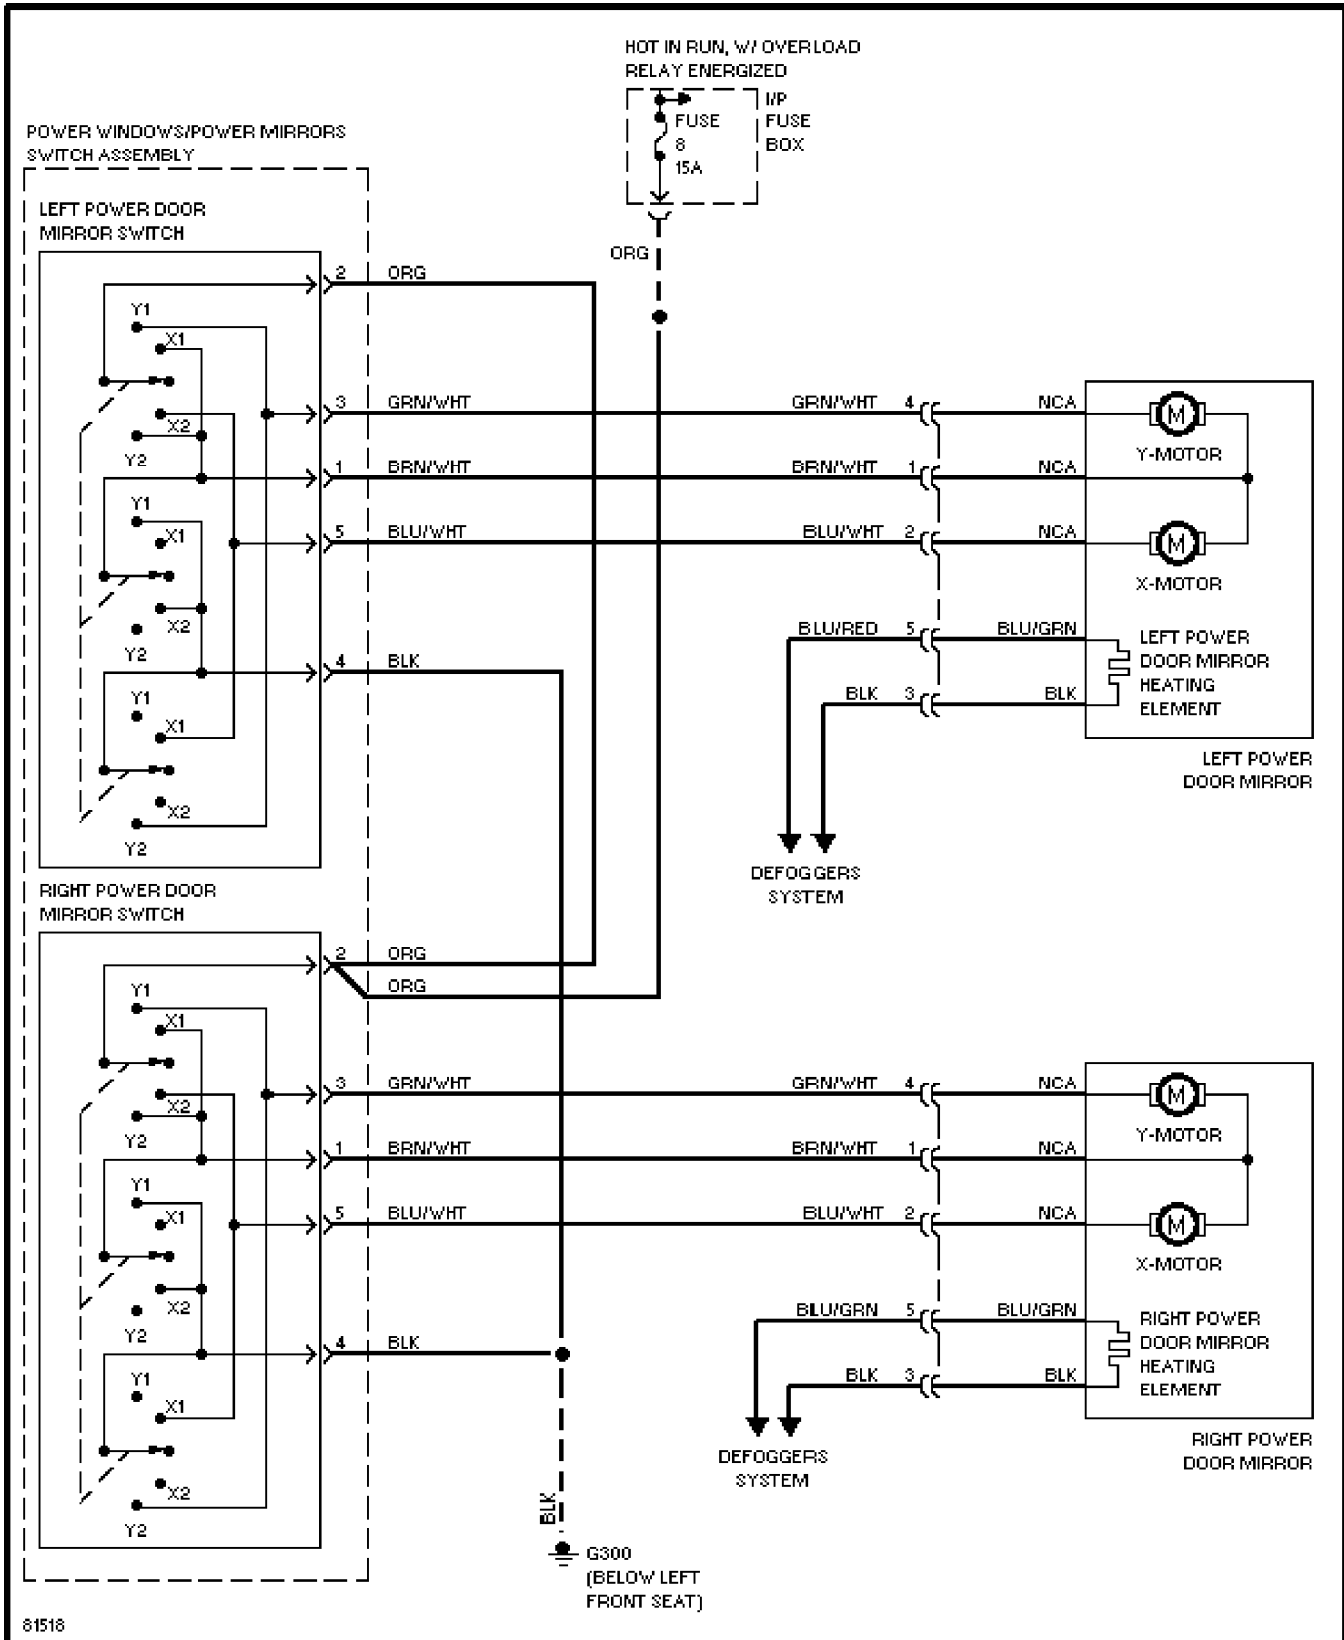 HOT IN RUN, W/ OVERLOAD
RELAY ENERGIZED
I/P
FUSE
BOX
FUSE
8
15A
ORG
POWER WINDOWS/POWER MIRRORS
SWITCH ASSEMBLY
LEFT POWER DOOR
MIRROR SWITCH
2 ORG
Y1
X1
3 GRN/WHT GRN/WHT 4 NCA
X2
Y2
1 BRN/WHT BRN/WHT 1 NCA
Y1
X1
5 BLU/WHT BLU/WHT 2 NCA
X2
Y2
4 BLK
Y1
X1
X2
Y2
M
Y-MOTOR
M
X-MOTOR
BLU/RED 5 BLU/GRN
BLK 3 BLK
LEFT POWER
DOOR MIRROR
HEATING
ELEMENT
LEFT POWER
DOOR MIRROR
DEFOGGERS
SYSTEM
RIGHT POWER DOOR
MIRROR SWITCH
2 ORG
ORG
Y1
X1
3 GRN/WHT GRN/WHT 4 NCA
X2
Y2
1 BRN/WHT BRN/WHT 1 NCA
Y1
X1
5 BLU/WHT BLU/WHT 2 NCA
X2
Y2
4 BLK
Y1
X1
X2
Y2
M
Y-MOTOR
M
X-MOTOR
BLU/GRN 5 BLU/GRN
BLK 3 BLK
RIGHT POWER
DOOR MIRROR
HEATING
ELEMENT
RIGHT POWER
DOOR MIRROR
DEFOGGERS
SYSTEM
BLK
G300
(BELOW LEFT
FRONT SEAT)
81518